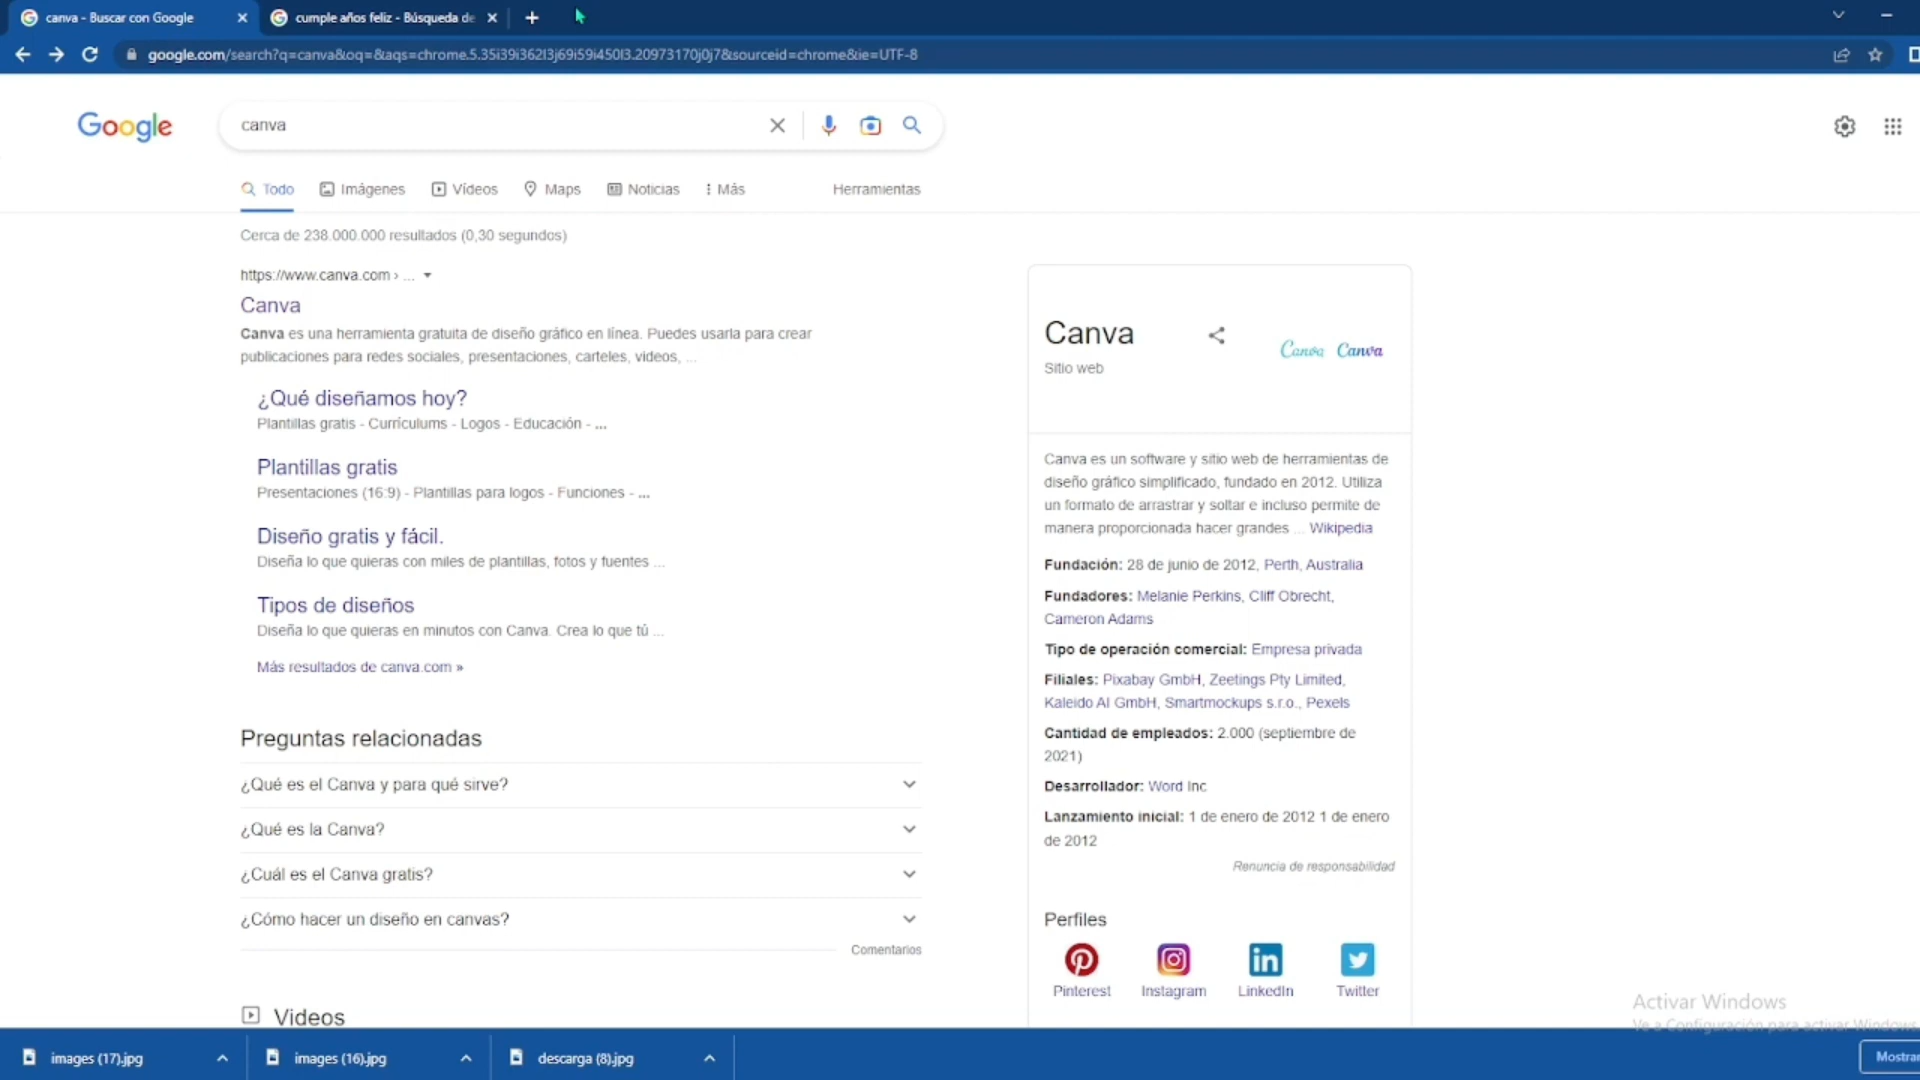 canva - Buscar con Google
cumple años feliz - Búsqueda de
google.com/search?q=canva&oq=&aqs=chrome.5.35i39i362l3j69i59i450l3.20973170j0j7&sourceid=chrome&ie=UTF-8
Google
canva
Todo
Imágenes
Vídeos
Maps
Noticias
Más
Herramientas
Cerca de 238.000.000 resultados (0,30 segundos)
https://www.canva.com › ...
Canva
Canva es una herramienta gratuita de diseño gráfico en línea. Puedes usarla para crear
publicaciones para redes sociales, presentaciones, carteles, videos, ...
¿Qué diseñamos hoy?
Plantillas gratis - Currículums - Logos - Educación - ...
Plantillas gratis
Presentaciones (16:9) - Plantillas para logos - Funciones - ...
Diseño gratis y fácil.
Diseña lo que quieras con miles de plantillas, fotos y fuentes ...
Tipos de diseños
Diseña lo que quieras en minutos con Canva. Crea lo que tú ...
Más resultados de canva.com »
Preguntas relacionadas
¿Qué es el Canva y para qué sirve?
¿Qué es la Canva?
¿Cuál es el Canva gratis?
¿Cómo hacer un diseño en canvas?
Comentarios
Videos
Canva
Sitio web
Canva Canva
Canva es un software y sitio web de herramientas de
diseño gráfico simplificado, fundado en 2012. Utiliza
un formato de arrastrar y soltar e incluso permite de
manera proporcionada hacer grandes ... Wikipedia
Fundación: 28 de junio de 2012, Perth, Australia
Fundadores: Melanie Perkins, Cliff Obrecht,
Cameron Adams
Tipo de operación comercial: Empresa privada
Filiales: Pixabay GmbH, Zeetings Pty Limited,
Kaleido AI GmbH, Smartmockups s.r.o., Pexels
Cantidad de empleados: 2.000 (septiembre de
2021)
Desarrollador: Word Inc
Lanzamiento inicial: 1 de enero de 2012 1 de enero
de 2012
Renuncia de responsabilidad
Perfiles
Pinterest
Instagram
LinkedIn
Twitter
Activar Windows
Ve a Configuración para activar Windows
images (17).jpg
images (16).jpg
descarga (8).jpg
Mostrar